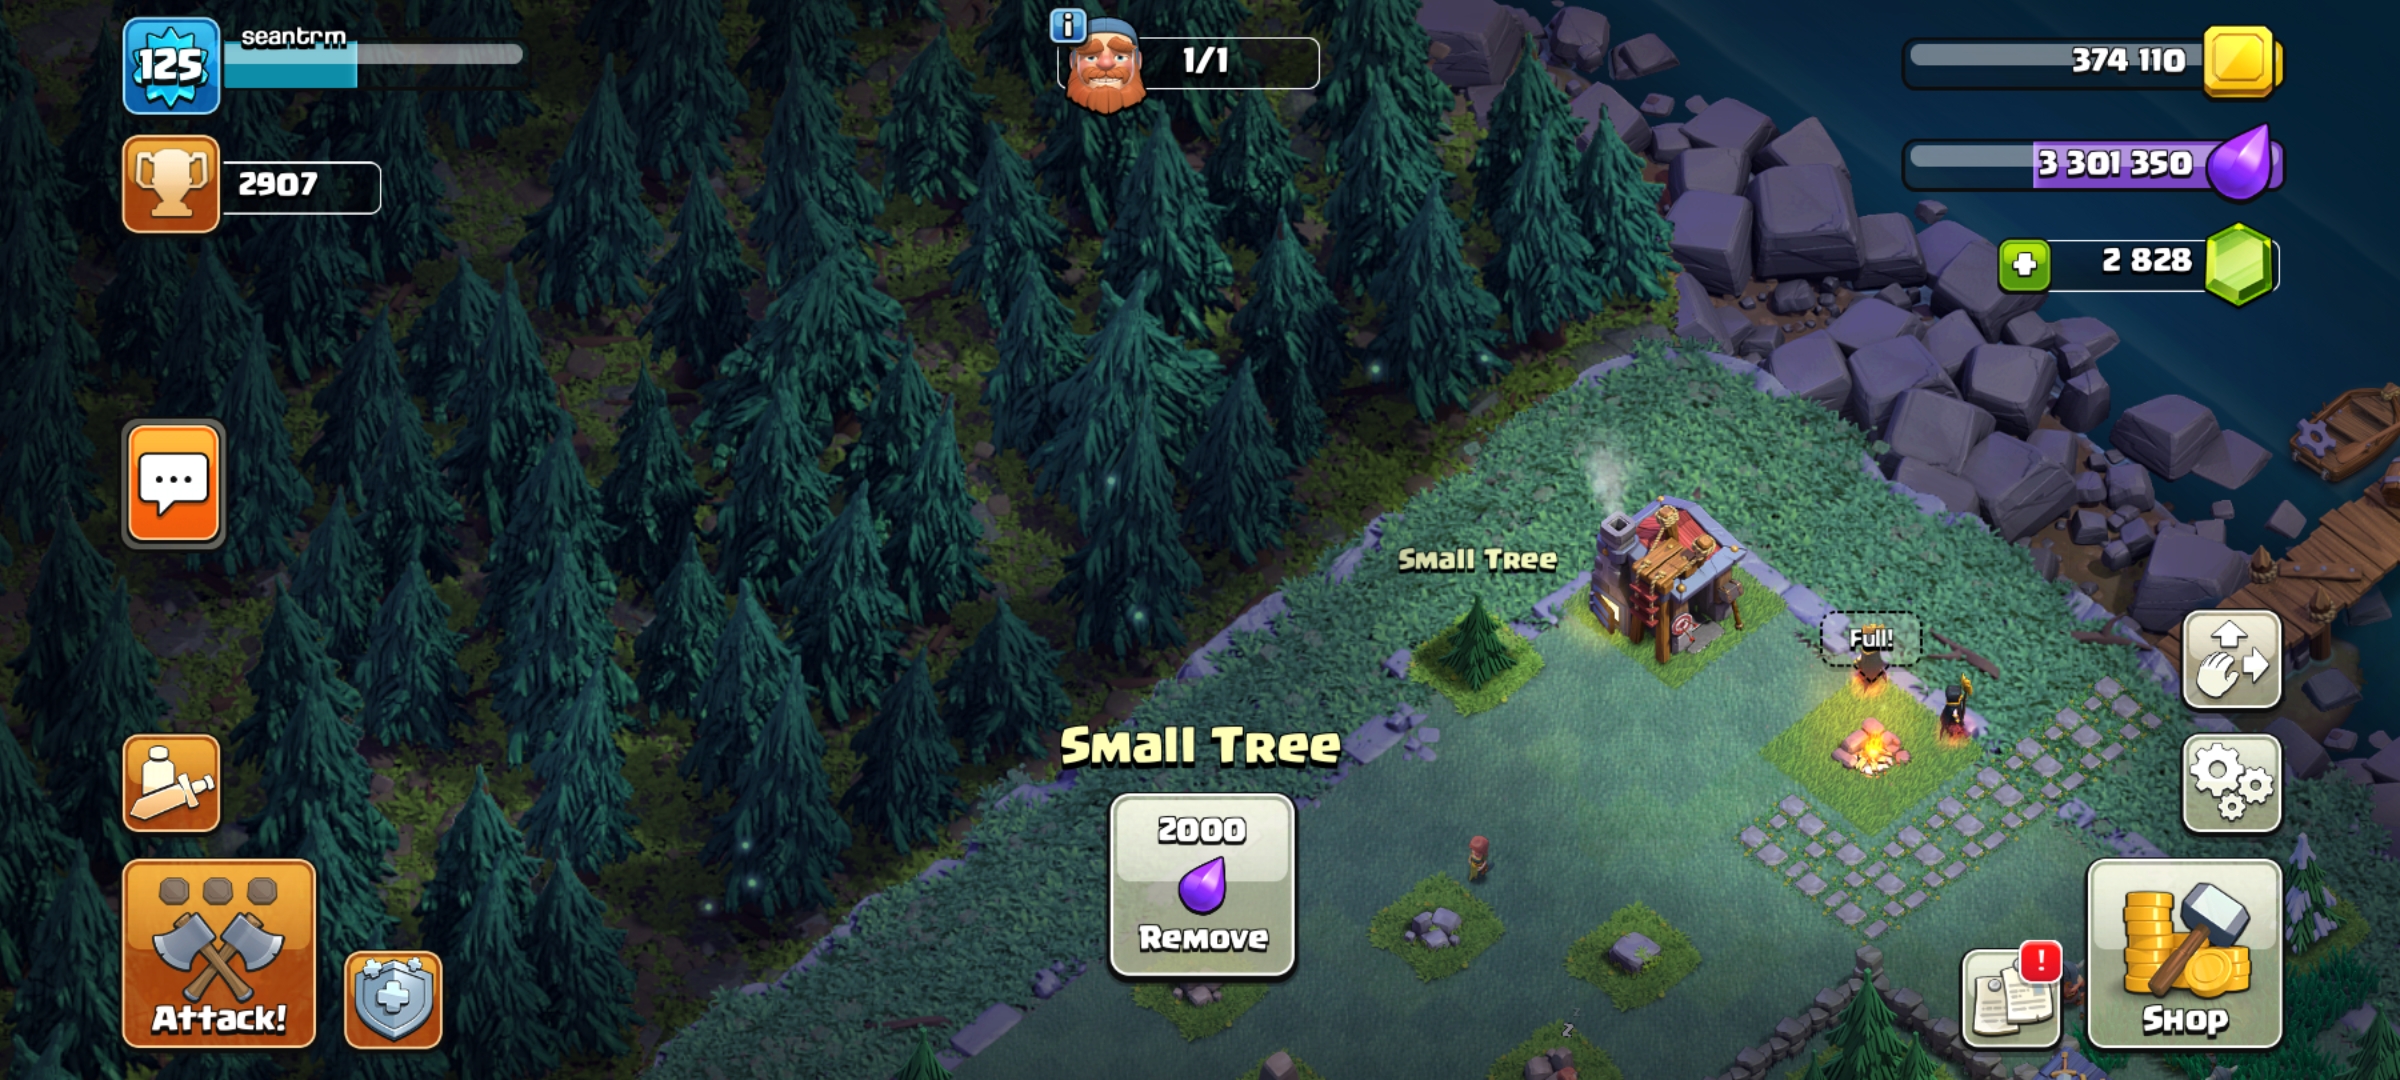 125
seantrm
i
1/1
374 110
2907
3 301 350
2 828
Small Tree
Full!
Small Tree
2000
Remove
Attack!
!
Shop
z